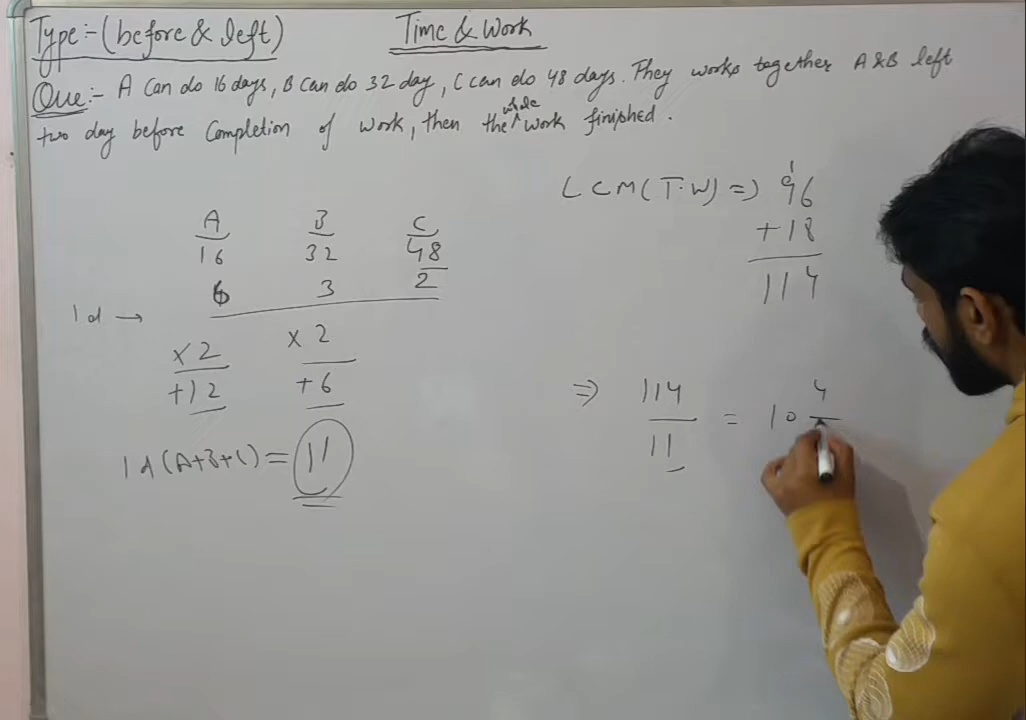 Type:-(before & left) Time & Work
Que:- A Can do 16 days, B can do 32 day, C can do 48 days. They works together A&B left
two day before Completion of work, then the whole work finished.
LCM(T.W) => 96
+18
114
A B C
16 32 48
6 3 2
1d →
×2 ×2
+12 +6
1d(A+B+C) = 11
=> 114/11 = 10 4/